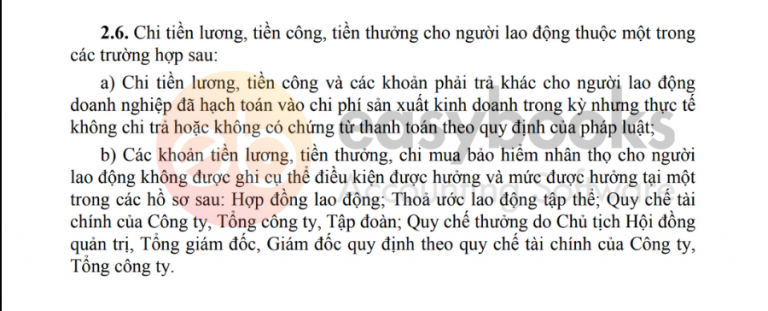 2.6. Chi tiền lương, tiền công, tiền thưởng cho người lao động thuộc một trong
các trường hợp sau:
a) Chi tiền lương, tiền công và các khoản phải trả khác cho người lao động
doanh nghiệp đã hạch toán vào chi phí sản xuất kinh doanh trong kỳ nhưng thực tế
không chi trả hoặc không có chứng từ thanh toán theo quy định của pháp luật;
b) Các khoản tiền lương, tiền thưởng, chi mua bảo hiểm nhân thọ cho người
lao động không được ghi cụ thể điều kiện được hưởng và mức được hưởng tại một
trong các hồ sơ sau: Hợp đồng lao động; Thoả ước lao động tập thể; Quy chế tài
chính của Công ty, Tổng công ty, Tập đoàn; Quy chế thưởng do Chủ tịch Hội đồng
quản trị, Tổng giám đốc, Giám đốc quy định theo quy chế tài chính của Công ty,
Tổng công ty.
eb easybooks
Accounting Software